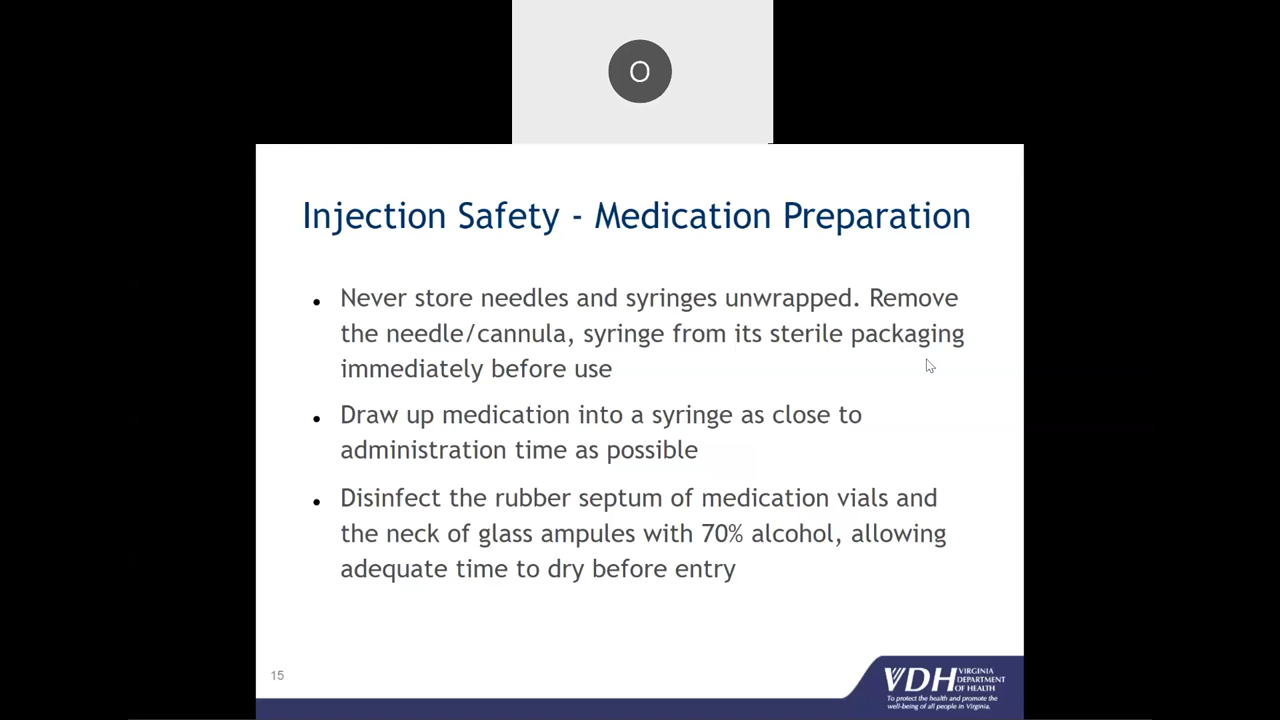 O
Injection Safety - Medication Preparation
• Never store needles and syringes unwrapped. Remove
the needle/cannula, syringe from its sterile packaging
immediately before use
• Draw up medication into a syringe as close to
administration time as possible
• Disinfect the rubber septum of medication vials and
the neck of glass ampules with 70% alcohol, allowing
adequate time to dry before entry
15
VDH VIRGINIA
DEPARTMENT
OF HEALTH
To protect the health and promote the
well-being of all people in Virginia.